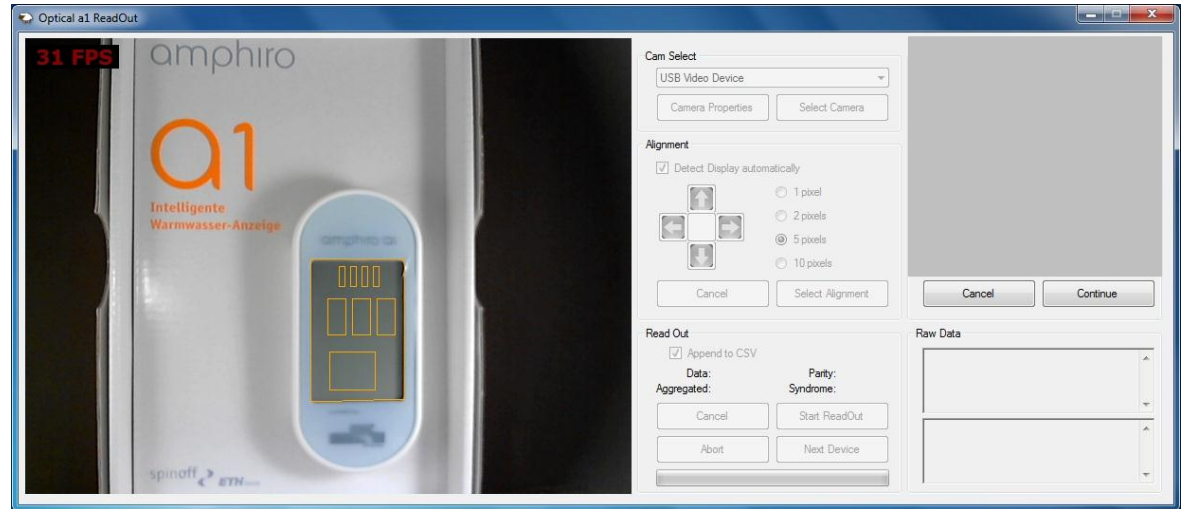 Optical a1 ReadOut
31 FPS
amphiro
a1
Intelligente
Warmwasser-Anzeige
amphiro a1
spinoff
ETH
Cam Select
USB Video Device
Camera Properties
Select Camera
Alignment
Detect Display automatically
1 pixel
2 pixels
5 pixels
10 pixels
Cancel
Select Alignment
Cancel
Continue
Read Out
Append to CSV
Data:
Parity:
Aggregated:
Syndrome:
Cancel
Start ReadOut
Abort
Next Device
Raw Data